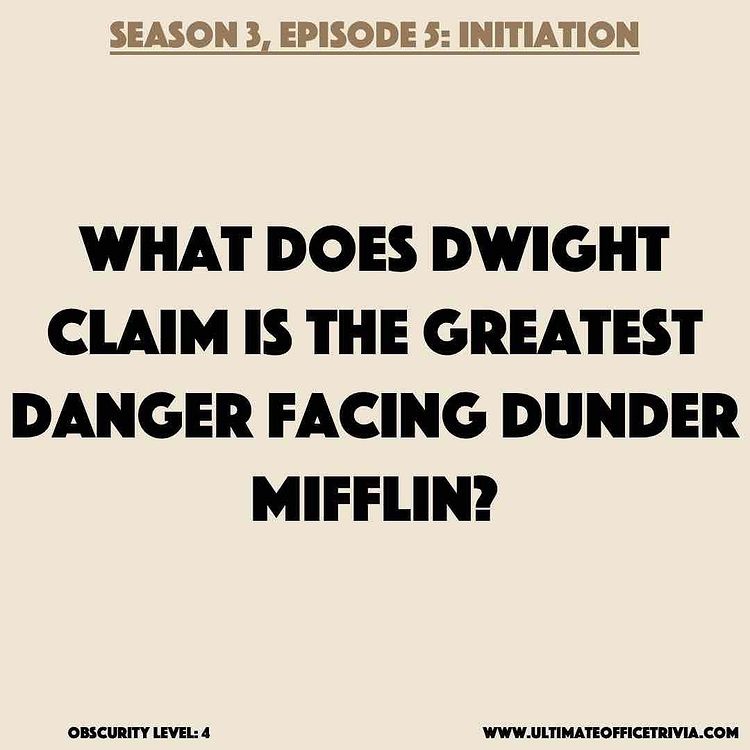 SEASON 3, EPISODE 5: INITIATION
WHAT DOES DWIGHT
CLAIM IS THE GREATEST
DANGER FACING DUNDER
MIFFLIN?
OBSCURITY LEVEL: 4
WWW.ULTIMATEOFFICETRIVIA.COM